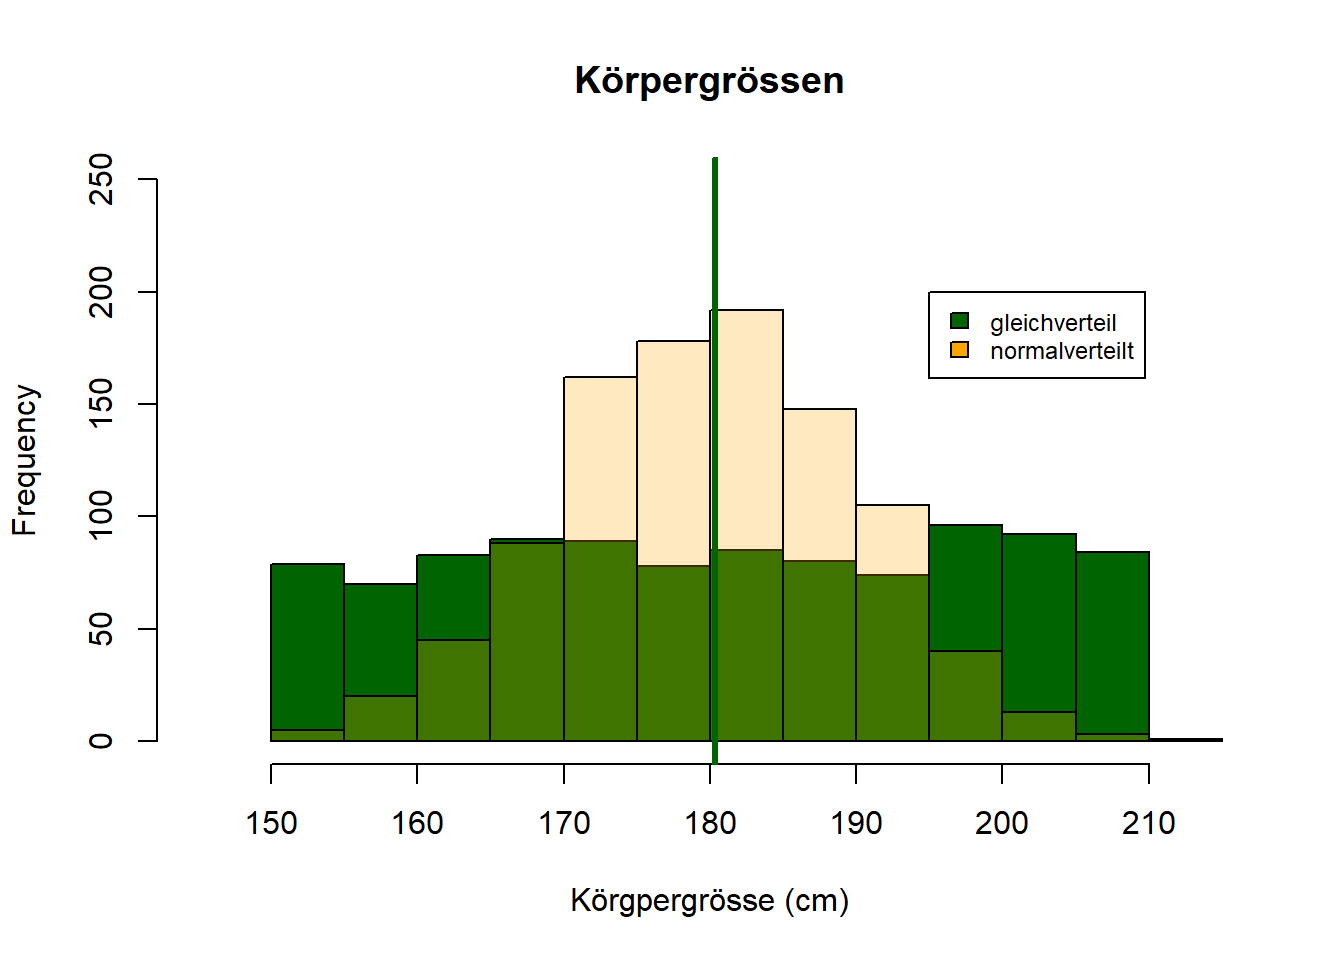 Körpergrössen
Frequency
250
200
150
100
50
0
gleichverteil
normalverteilt
150 160 170 180 190 200 210
Körgpergrösse (cm)